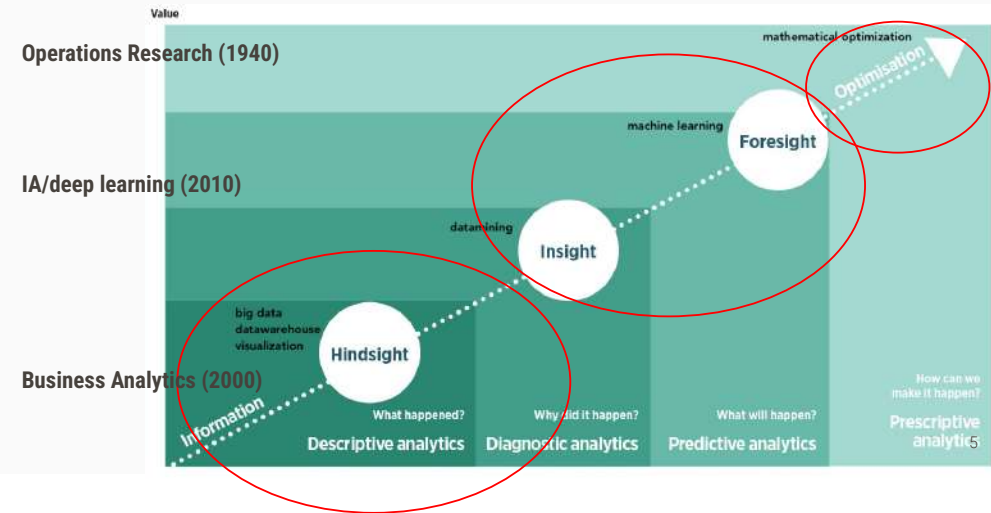 Value
Operations Research (1940)
mathematical optimization
Optimisation
machine learning
Foresight
IA/deep learning (2010)
datamining
Insight
big data
datawarehouse
visualization
Hindsight
Business Analytics (2000)
Information
What happened?
Descriptive analytics
Why did it happen?
Diagnostic analytics
What will happen?
Predictive analytics
How can we
make it happen?
Prescriptive
analytics
5